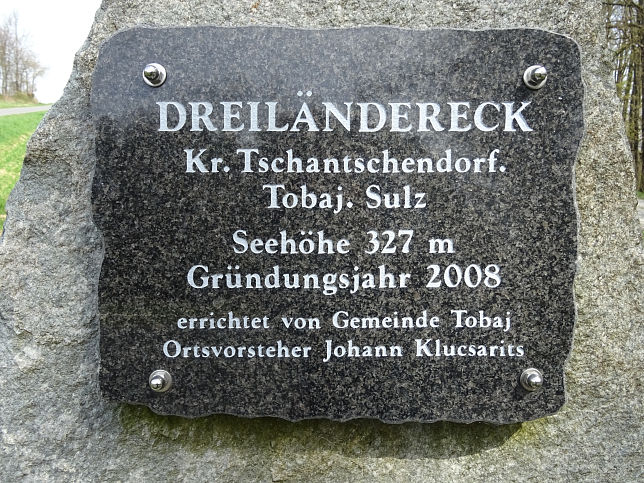 DREILÄNDERECK
Kr. Tschantschendorf.
Tobaj. Sulz
Seehöhe 327 m
Gründungsjahr 2008
errichtet von Gemeinde Tobaj
Ortsvorsteher Johann Klucsarits